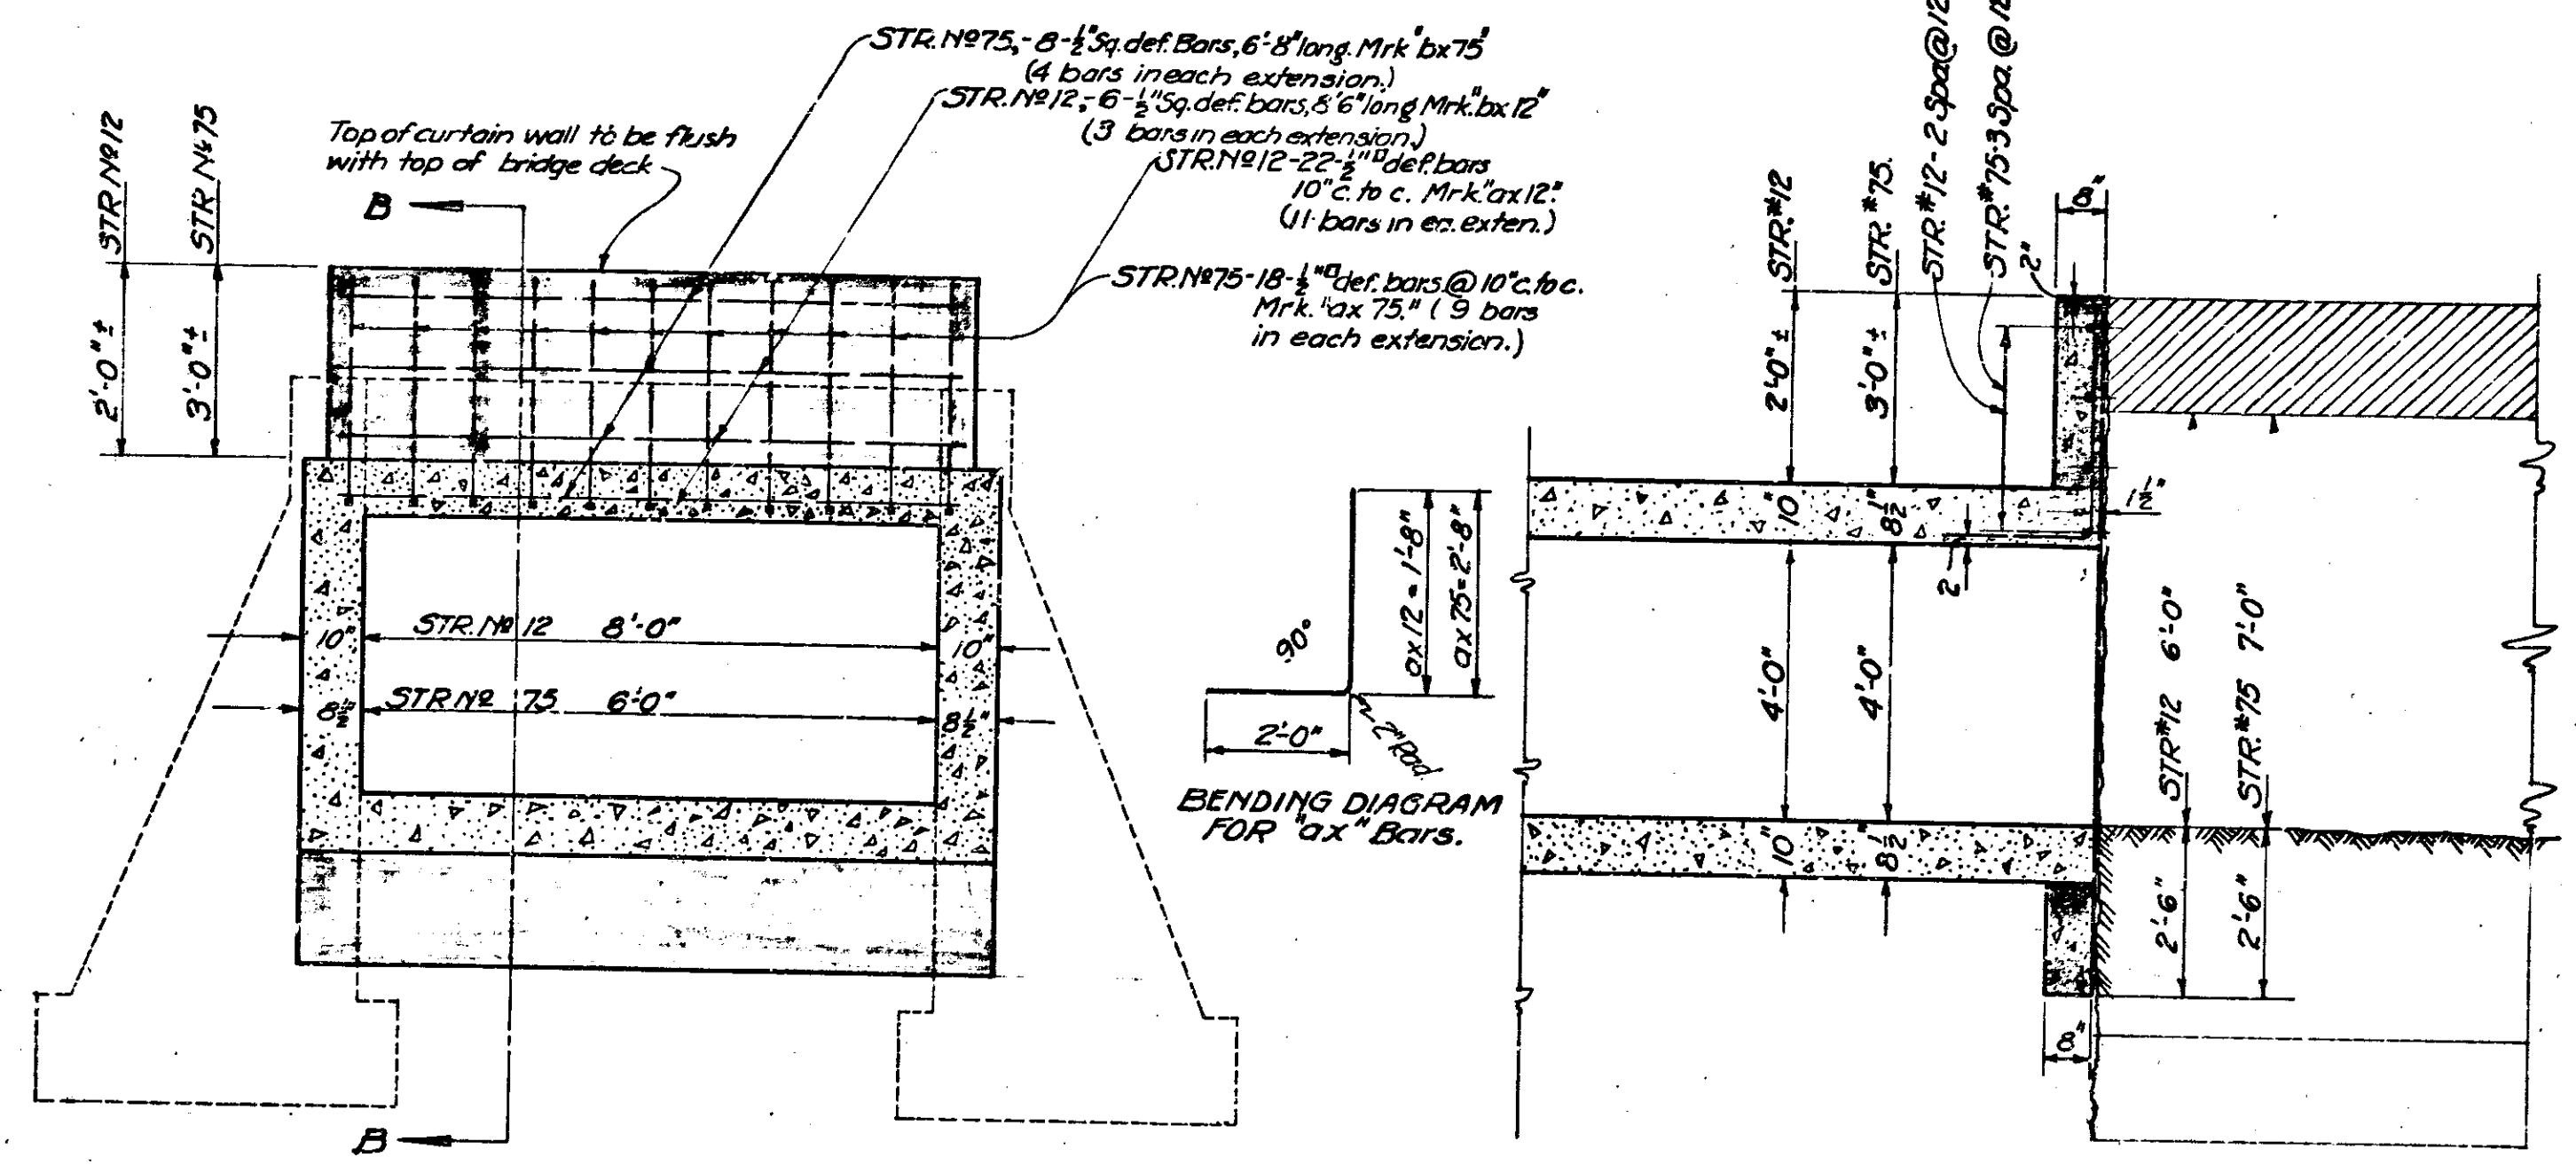 STR. Nº75,-8-½"Sq.def.Bars,6'-8"long.Mrk"bx75"
(4 bars in each extension.)
STR. Nº12,-6-½"Sq.def.bars,8'6"long Mrk."bx12"
(3 bars in each extension.)
STR.Nº12-22-½"□def.bars
10"c. to c. Mrk."ax12."
(11 bars in ea. exten.)
STR.Nº75-18-½"□def.bars.@10"c.to c.
Mrk. "ax 75." (9 bars
in each extension.)
Top of curtain wall to be flush
with top of bridge deck
STR Nº12
STR Nº75
2'-0"±
3'-0"±
B
10"
STR. Nº 12 8'-0"
10"
8½"
STR Nº 75 6'-0"
8½"
B
90°
ax12 = 1'-8"
ax75=2'-8"
2'-0"
2"Rad.
BENDING DIAGRAM
FOR "ax" Bars.
STR.#12
STR. #75.
STR.#12-2Spa@12
STR.#75-3Spa.@12
2"
8"
2'-0"±
3'-0"±
10"
8½"
1½"
2
4'-0"
4'-0"
STR#12 6'-0"
STR.#75 7'-0"
10"
8½"
2'-6"
2'-6"
8"